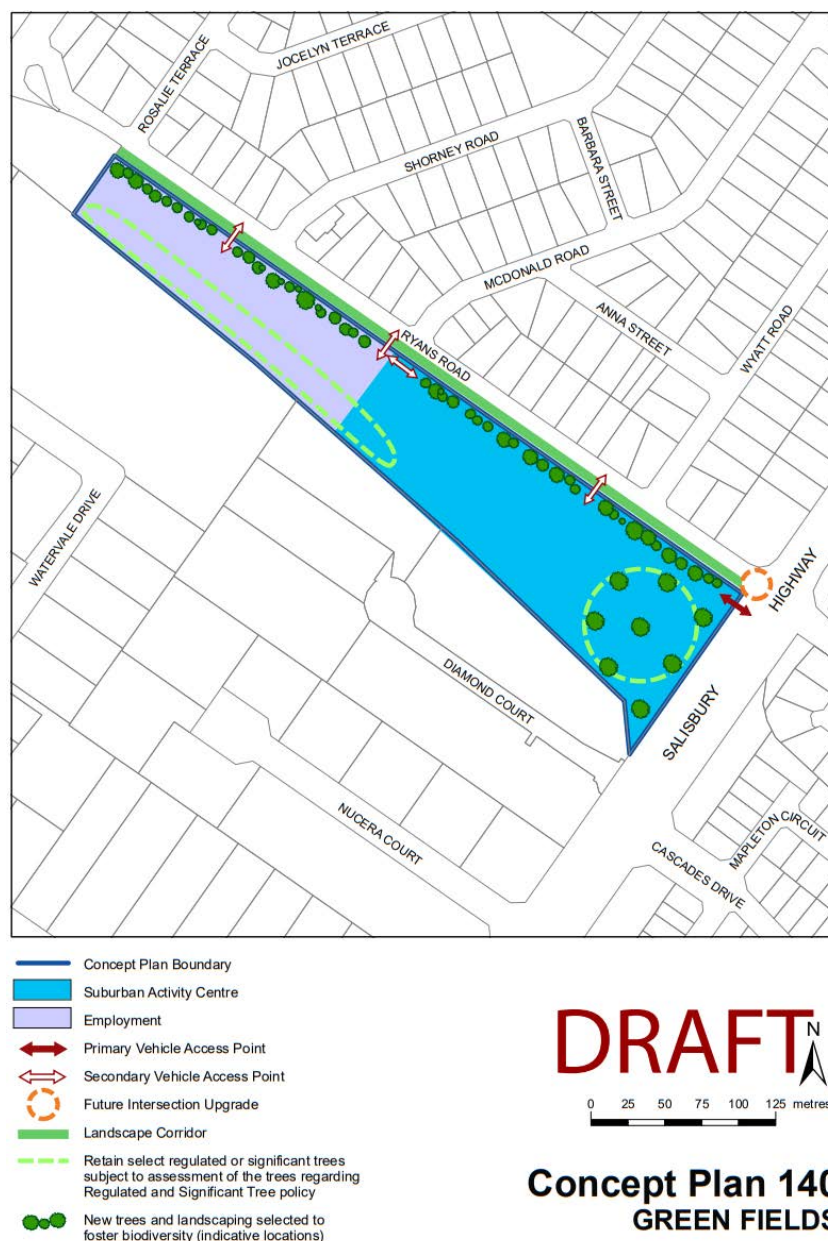 JOCELYN TERRACE
ROSALIE TERRACE
SHORNEY ROAD
BARBARA STREET
MCDONALD ROAD
ANNA STREET
WYATT ROAD
RYANS ROAD
WATERVALE DRIVE
HIGHWAY
SALISBURY
DIAMOND COURT
NUCERA COURT
MAPLETON CIRCUIT
CASCADES DRIVE
Concept Plan Boundary
Suburban Activity Centre
Employment
Primary Vehicle Access Point
Secondary Vehicle Access Point
Future Intersection Upgrade
Landscape Corridor
Retain select regulated or significant trees
subject to assessment of the trees regarding
Regulated and Significant Tree policy
New trees and landscaping selected to
foster biodiversity (indicative locations)
DRAFT
N
0 25 50 75 100 125 metres
Concept Plan 140
GREEN FIELDS